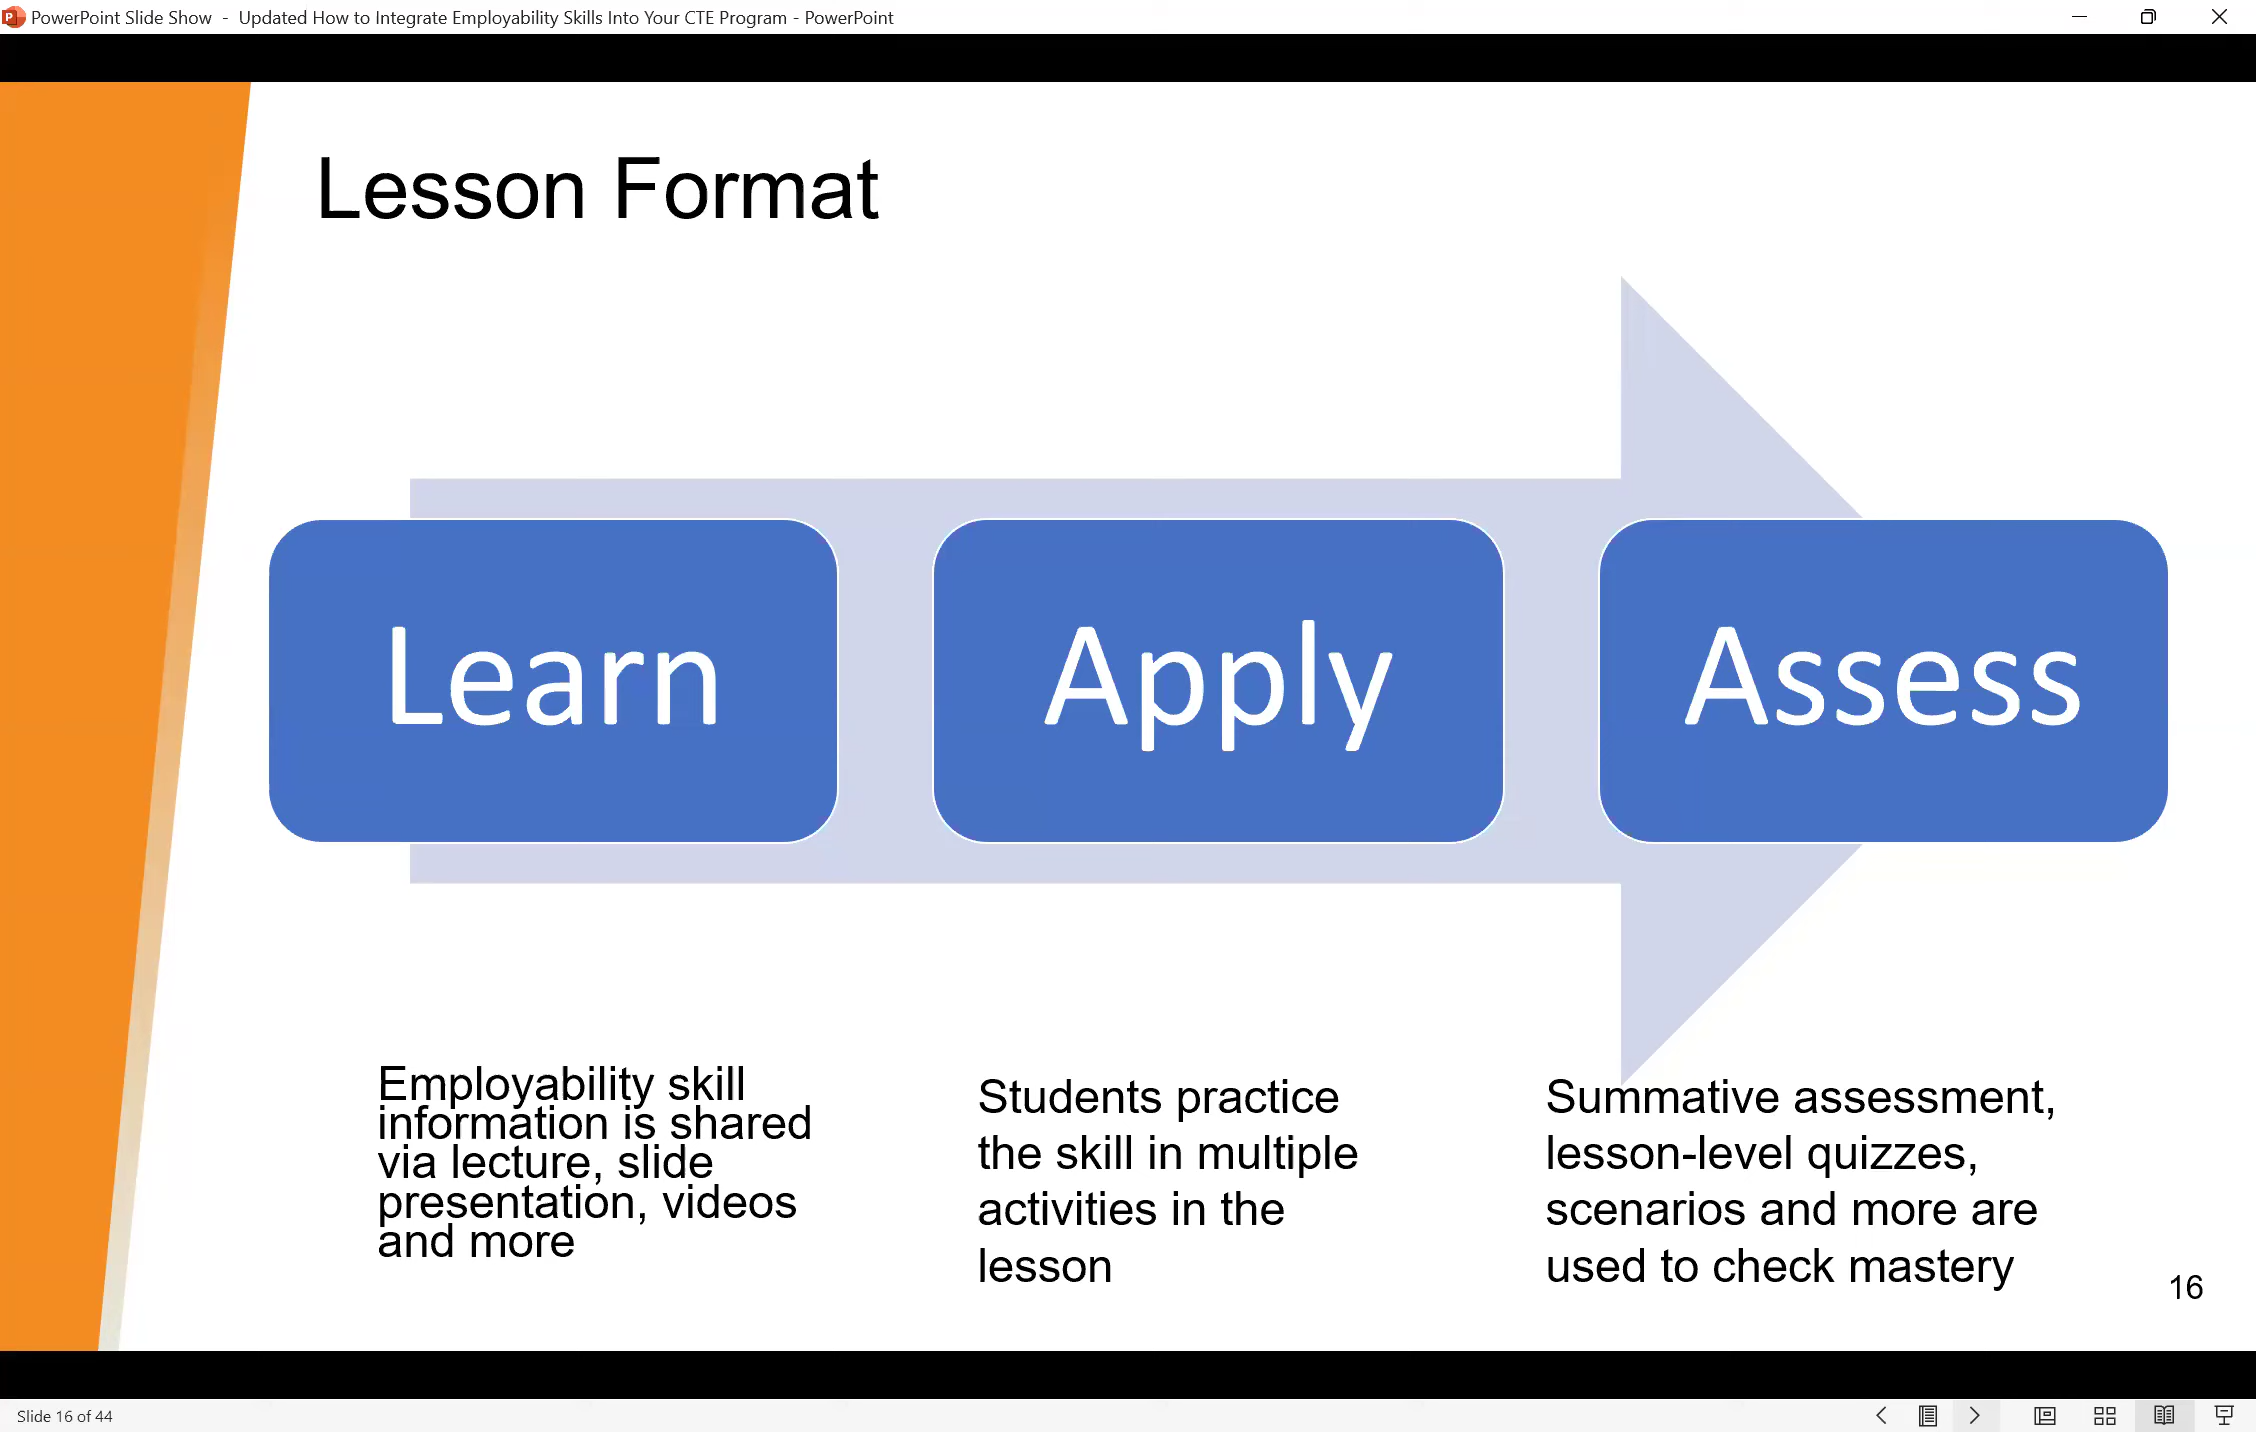 PowerPoint Slide Show - Updated How to Integrate Employability Skills Into Your CTE Program - PowerPoint
Lesson Format
Learn
Apply
Assess
Employability skill
information is shared
via lecture, slide
presentation, videos
and more
Students practice
the skill in multiple
activities in the
lesson
Summative assessment,
lesson-level quizzes,
scenarios and more are
used to check mastery
16
Slide 16 of 44